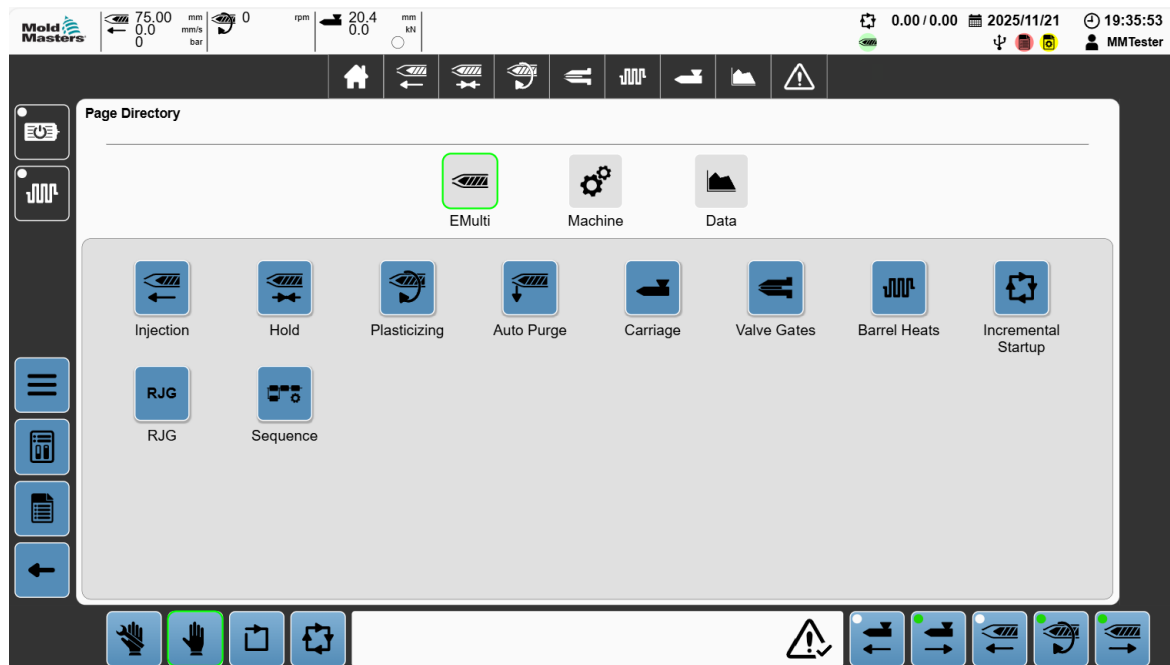 Mold
Masters
75.00 mm
0.0 mm/s
0 bar
0 rpm
20.4 mm
0.0 kN
0.00 / 0.00
2025/11/21
19:35:53
MMTester
Page Directory
EMulti
Machine
Data
Injection
Hold
Plasticizing
Auto Purge
Carriage
Valve Gates
Barrel Heats
Incremental
Startup
RJG
RJG
Sequence